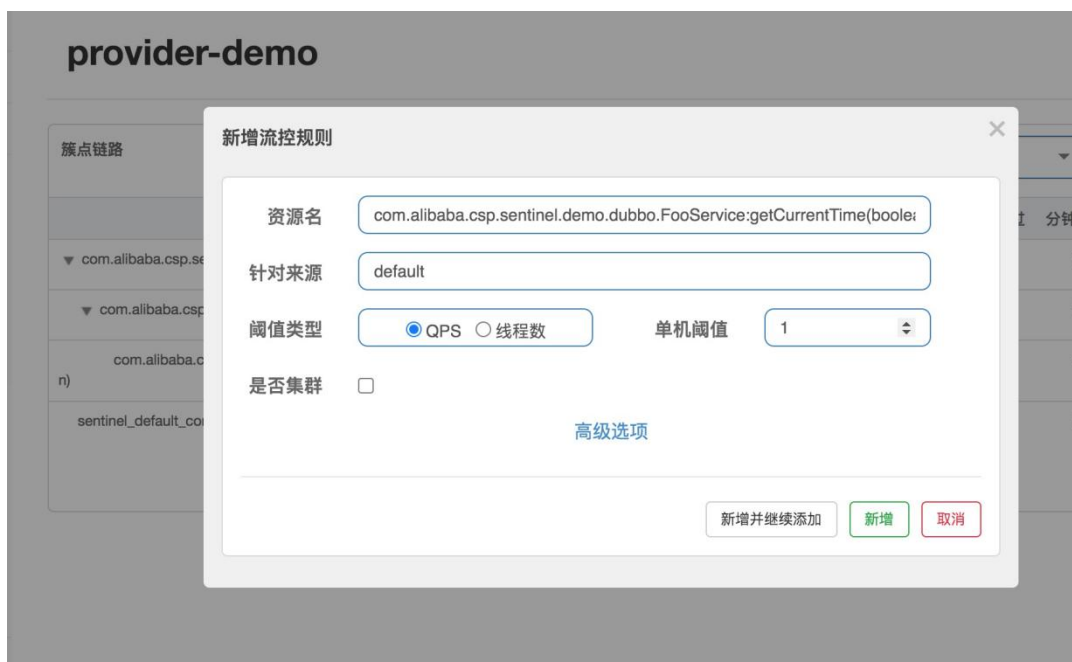 provider-demo
新增流控规则
簇点链路
资源名 com.alibaba.csp.sentinel.demo.dubbo.FooService:getCurrentTime(boolea
分钟
com.alibaba.csp.se
针对来源 default
com.alibaba.csp
阈值类型 QPS 线程数 单机阈值 1
com.alibaba.c
n)
是否集群
sentinel_default_co
高级选项
新增并继续添加 新增 取消